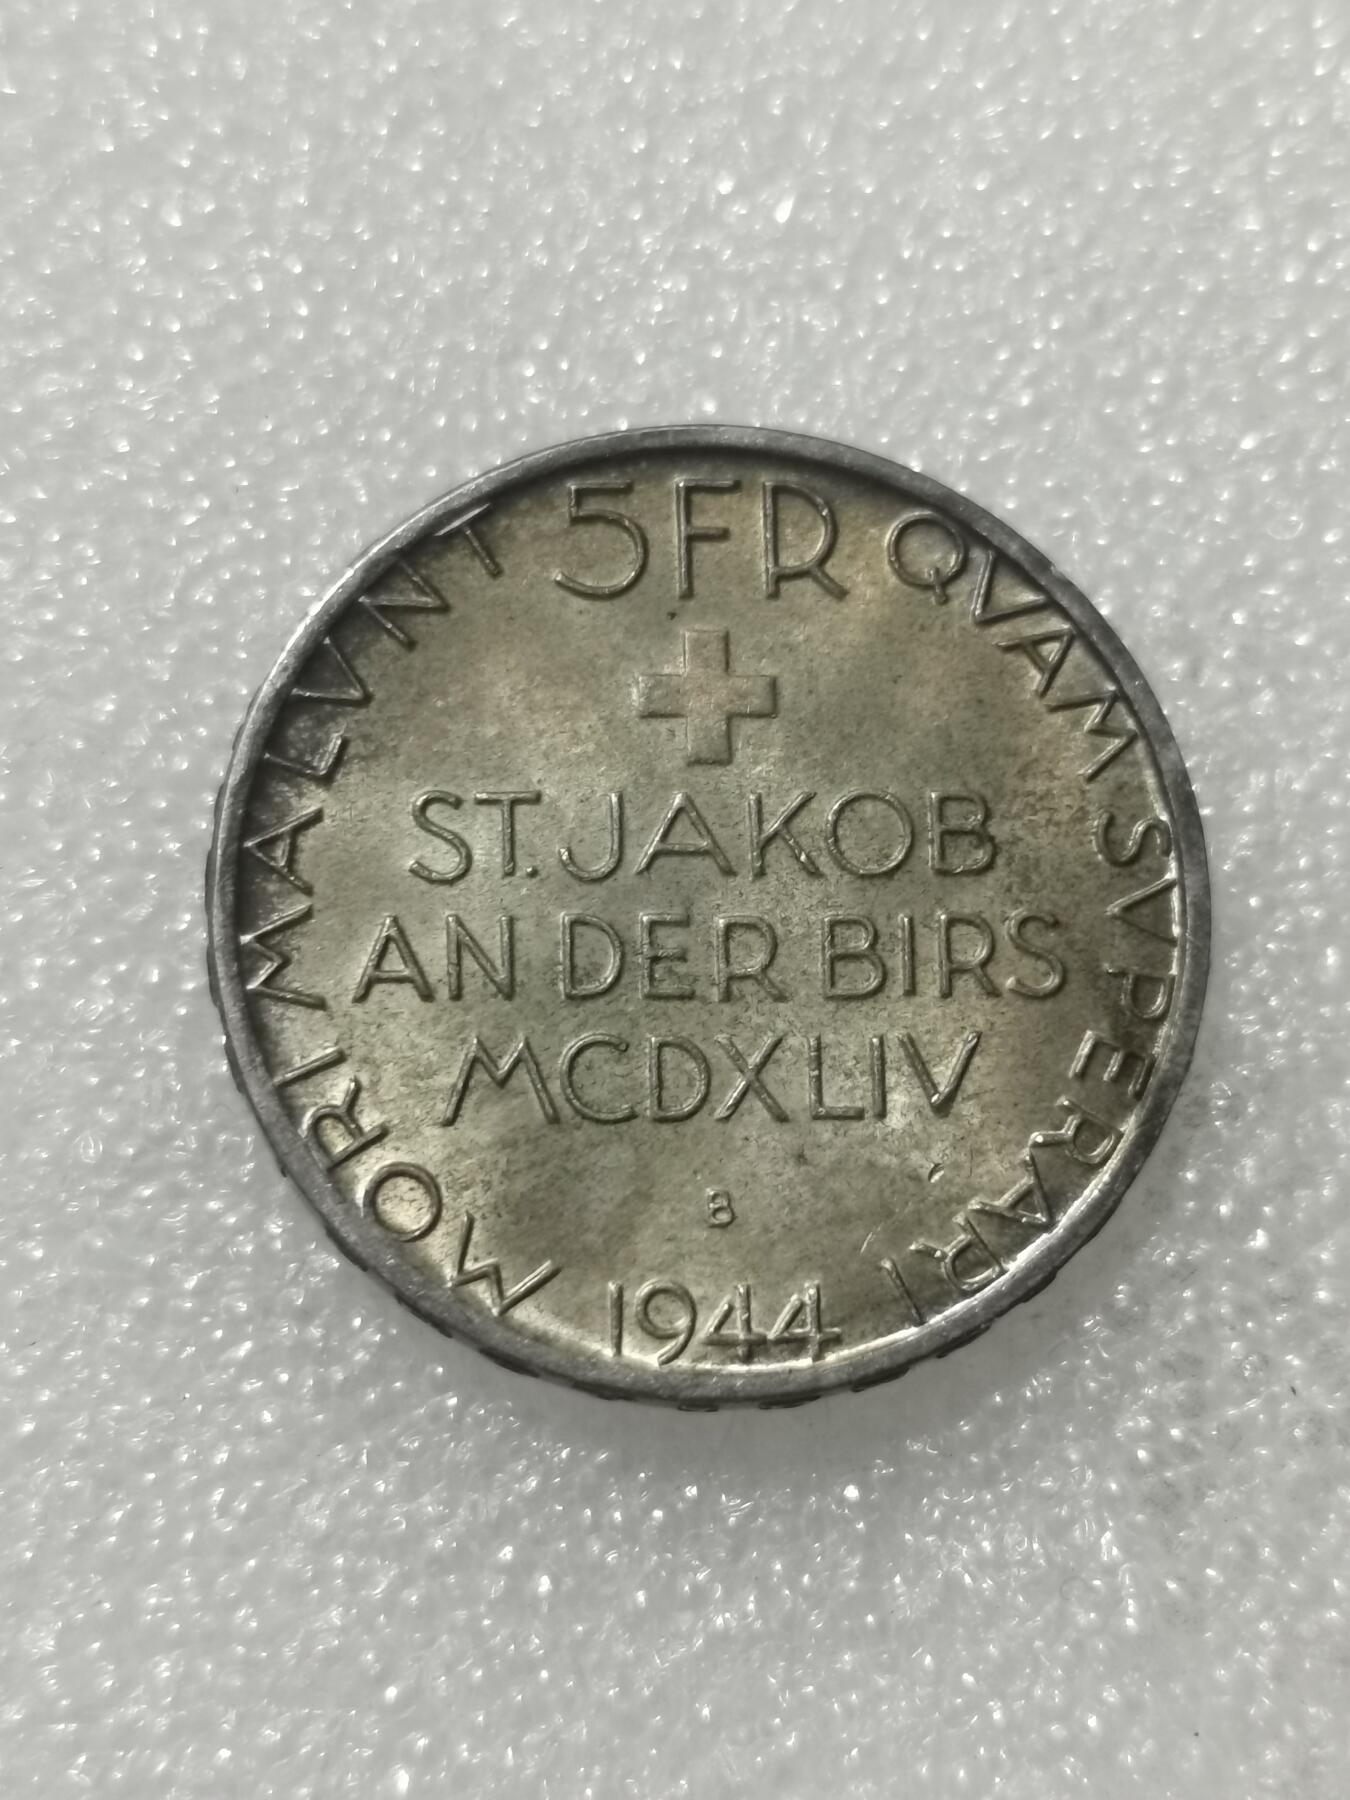 5FR
MORI MALVNT QVAM SVPERARI
ST. JAKOB
AN DER BIRS
MCDXLIV
B
1944